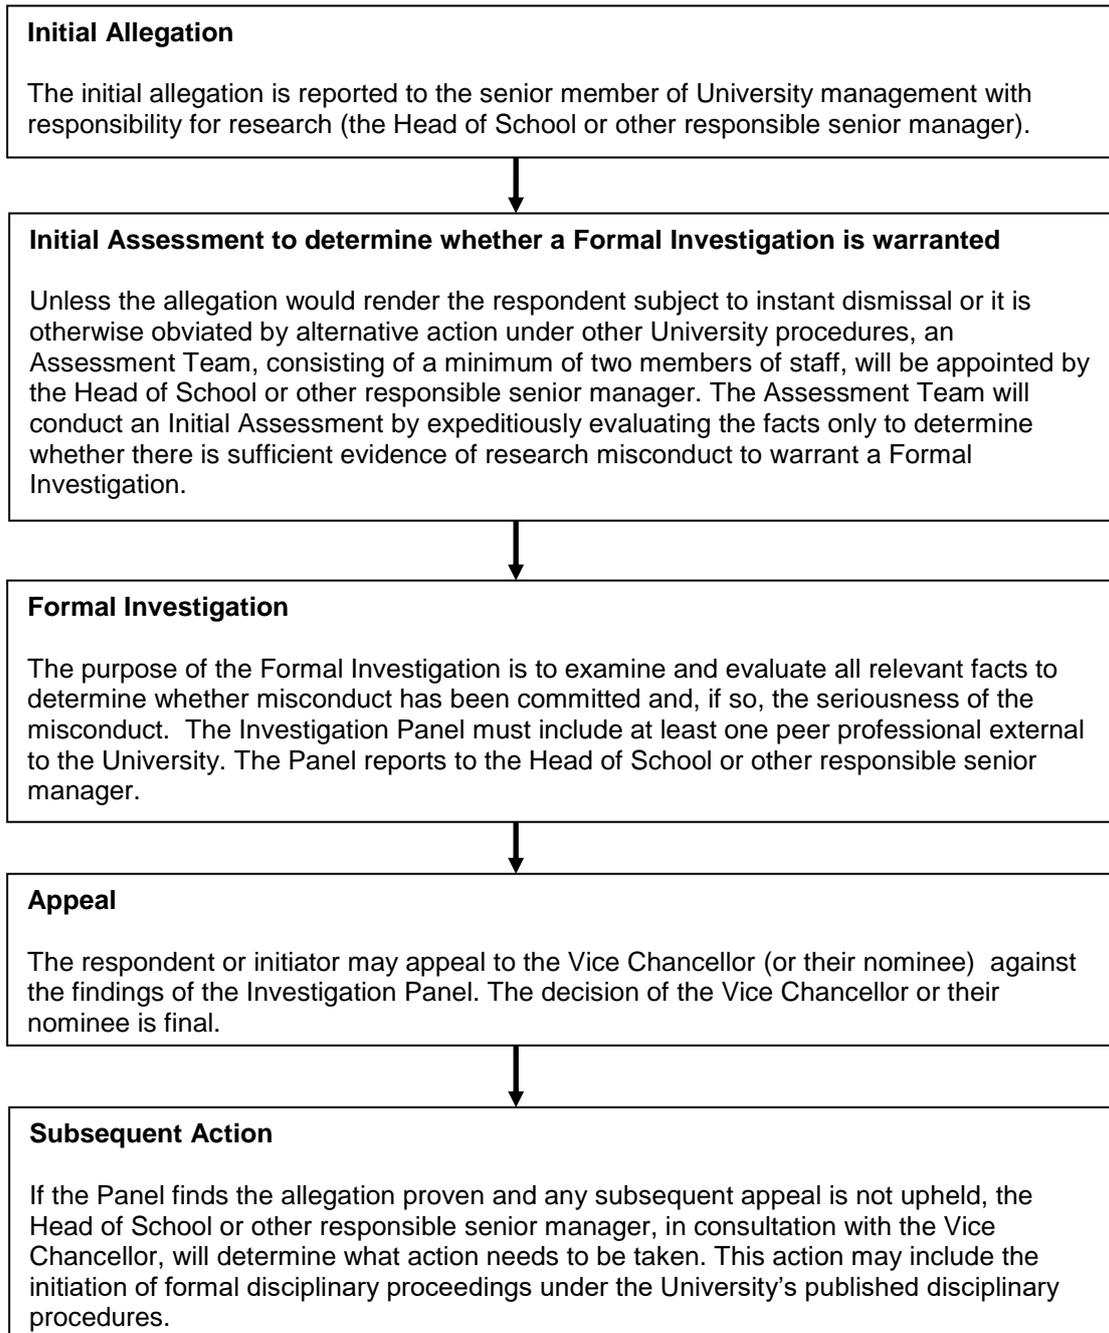 Initial Allegation
The initial allegation is reported to the senior member of University management with
responsibility for research (the Head of School or other responsible senior manager).
Initial Assessment to determine whether a Formal Investigation is warranted
Unless the allegation would render the respondent subject to instant dismissal or it is
otherwise obviated by alternative action under other University procedures, an
Assessment Team, consisting of a minimum of two members of staff, will be appointed by
the Head of School or other responsible senior manager. The Assessment Team will
conduct an Initial Assessment by expeditiously evaluating the facts only to determine
whether there is sufficient evidence of research misconduct to warrant a Formal
Investigation.
Formal Investigation
The purpose of the Formal Investigation is to examine and evaluate all relevant facts to
determine whether misconduct has been committed and, if so, the seriousness of the
misconduct.  The Investigation Panel must include at least one peer professional external
to the University. The Panel reports to the Head of School or other responsible senior
manager.
Appeal
The respondent or initiator may appeal to the Vice Chancellor (or their nominee)  against
the findings of the Investigation Panel. The decision of the Vice Chancellor or their
nominee is final.
Subsequent Action
If the Panel finds the allegation proven and any subsequent appeal is not upheld, the
Head of School or other responsible senior manager, in consultation with the Vice
Chancellor, will determine what action needs to be taken. This action may include the
initiation of formal disciplinary proceedings under the University’s published disciplinary
procedures.